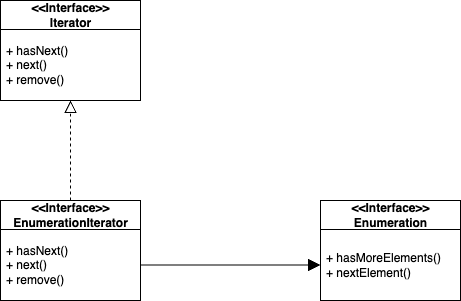 <<Interface>>
Iterator
+ hasNext()
+ next()
+ remove()
<<Interface>>
EnumerationIterator
+ hasNext()
+ next()
+ remove()
<<Interface>>
Enumeration
+ hasMoreElements()
+ nextElement()